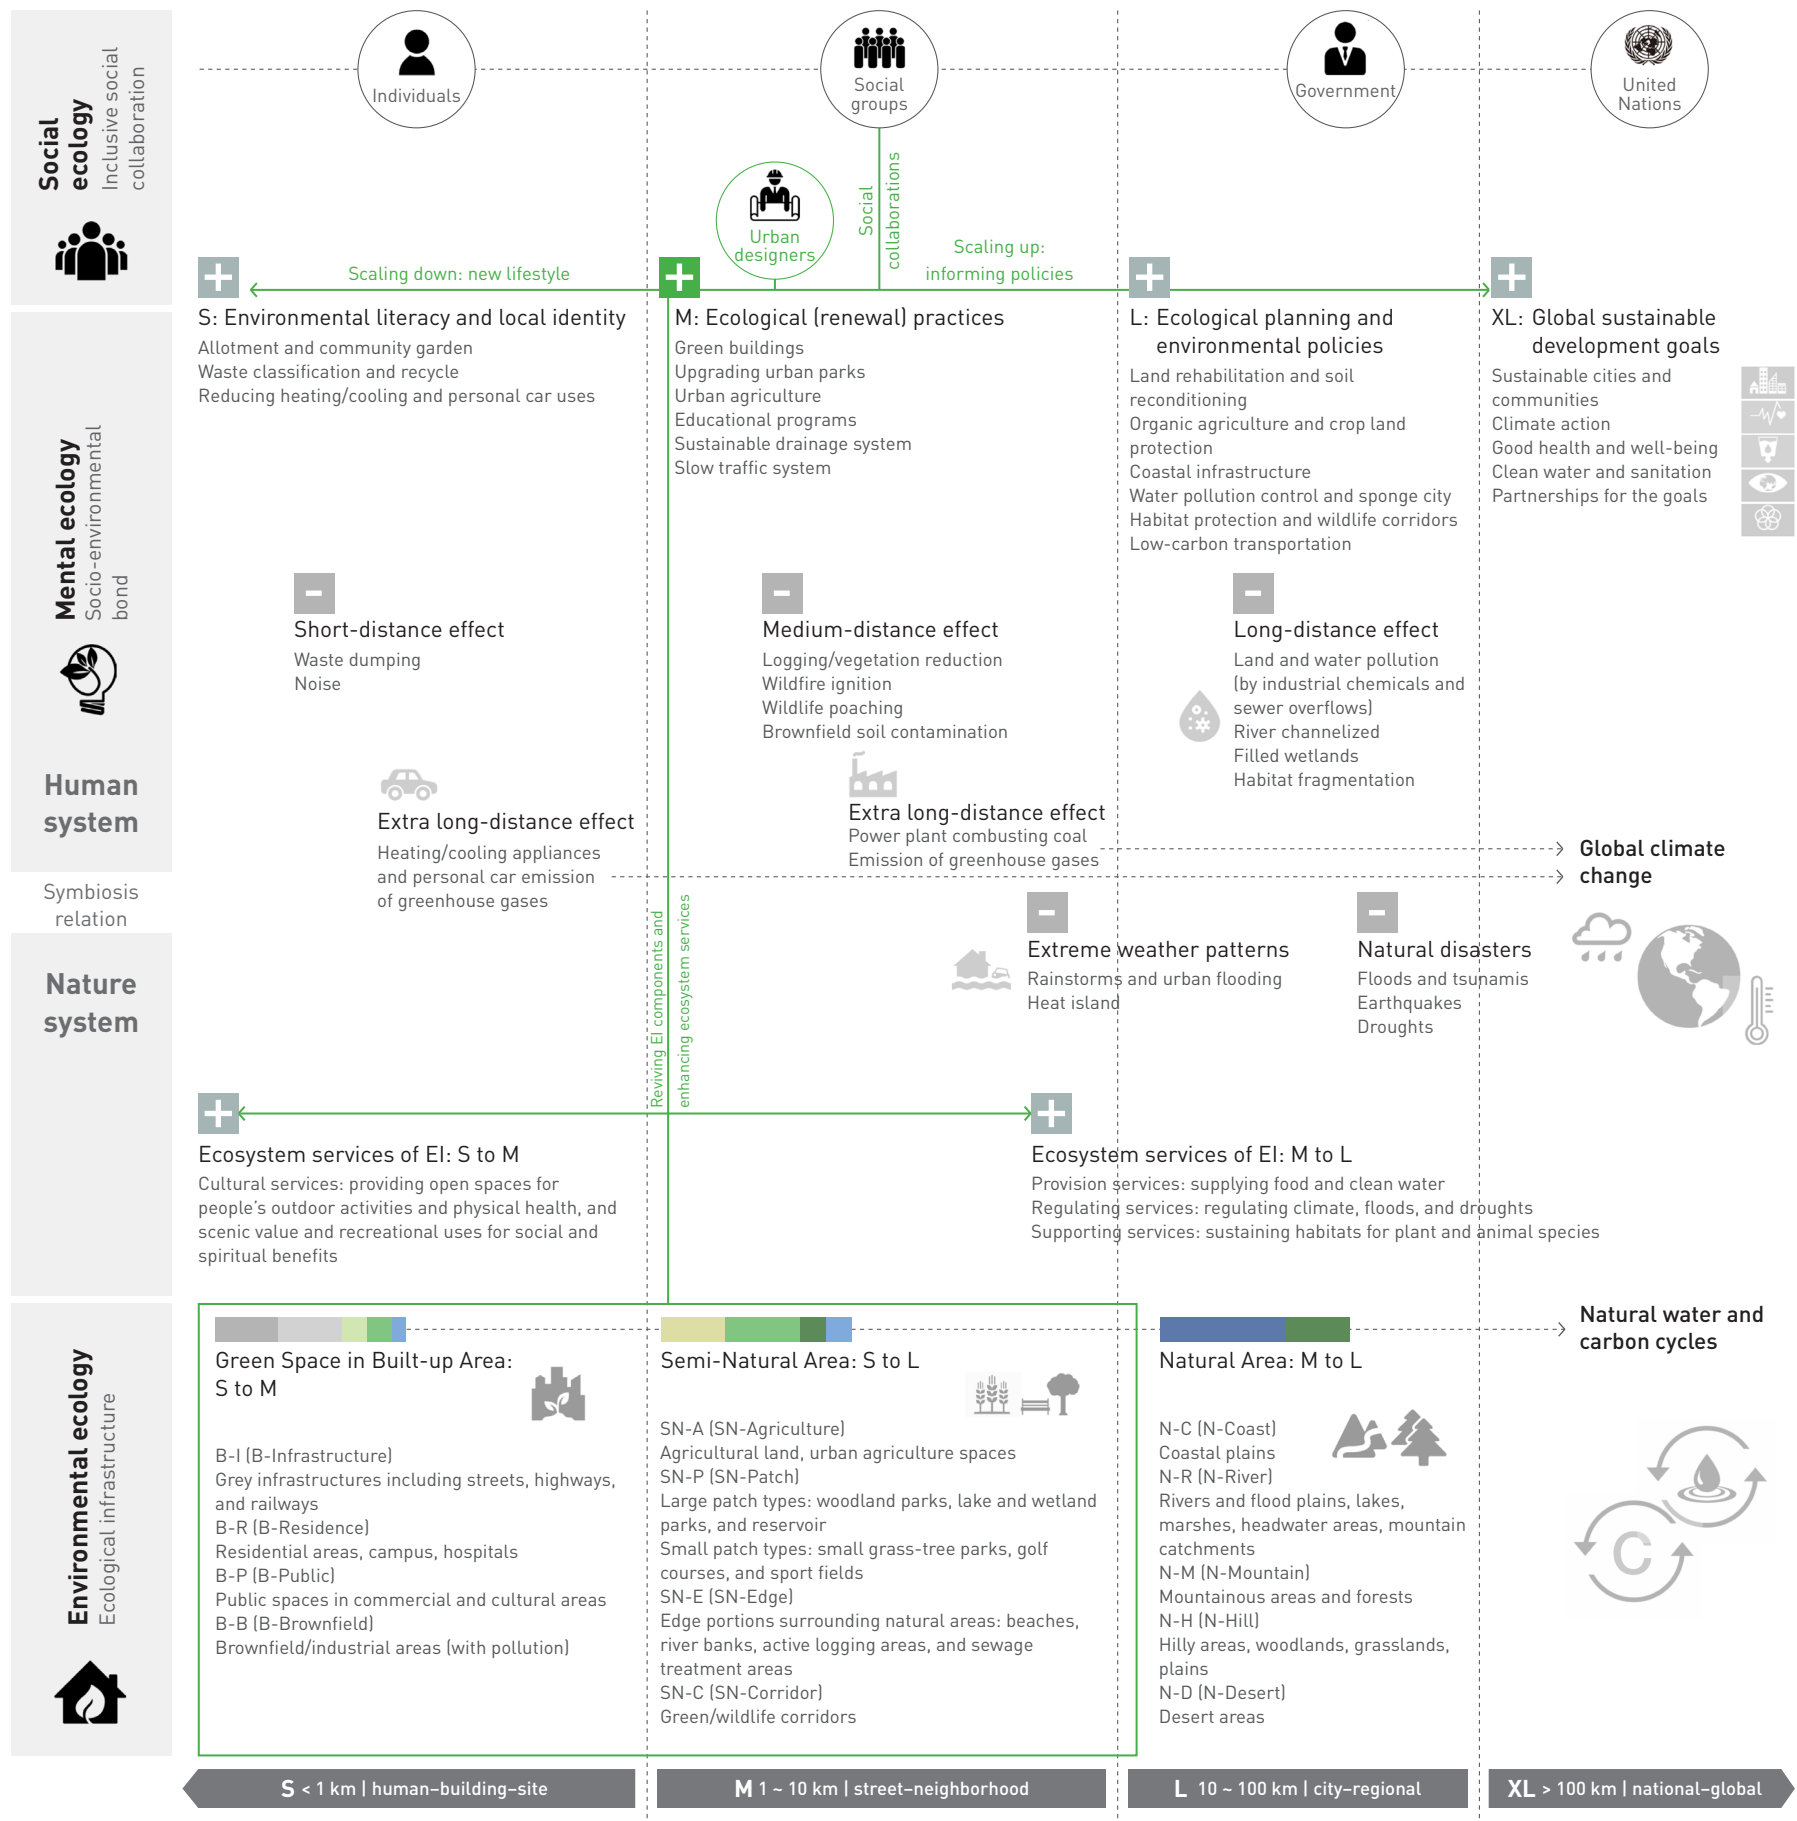 Social
ecology
Inclusive social
collaboration
Individuals
Social
groups
Government
United
Nations
Urban
designers
Social
collaborations
Scaling down: new lifestyle
Scaling up:
informing policies
Mental ecology
Socio-environmental
bond
Human
system
S: Environmental literacy and local identity
Allotment and community garden
Waste classification and recycle
Reducing heating/cooling and personal car uses
M: Ecological (renewal) practices
Green buildings
Upgrading urban parks
Urban agriculture
Educational programs
Sustainable drainage system
Slow traffic system
L: Ecological planning and
environmental policies
Land rehabilitation and soil
reconditioning
Organic agriculture and crop land
protection
Coastal infrastructure
Water pollution control and sponge city
Habitat protection and wildlife corridors
Low-carbon transportation
XL: Global sustainable
development goals
Sustainable cities and
communities
Climate action
Good health and well-being
Clean water and sanitation
Partnerships for the goals
Short-distance effect
Waste dumping
Noise
Medium-distance effect
Logging/vegetation reduction
Wildfire ignition
Wildlife poaching
Brownfield soil contamination
Long-distance effect
Land and water pollution
(by industrial chemicals and
sewer overflows)
River channelized
Filled wetlands
Habitat fragmentation
Extra long-distance effect
Heating/cooling appliances
and personal car emission
of greenhouse gases
Extra long-distance effect
Power plant combusting coal
Emission of greenhouse gases
Global climate
change
Symbiosis
relation
Nature
system
Reviving EI components and
enhancing ecosystem services
Extreme weather patterns
Rainstorms and urban flooding
Heat island
Natural disasters
Floods and tsunamis
Earthquakes
Droughts
Ecosystem services of EI: S to M
Cultural services: providing open spaces for
people's outdoor activities and physical health, and
scenic value and recreational uses for social and
spiritual benefits
Ecosystem services of EI: M to L
Provision services: supplying food and clean water
Regulating services: regulating climate, floods, and droughts
Supporting services: sustaining habitats for plant and animal species
Environmental ecology
Ecological infrastructure
Green Space in Built-up Area:
S to M
B-I (B-Infrastructure)
Grey infrastructures including streets, highways,
and railways
B-R (B-Residence)
Residential areas, campus, hospitals
B-P (B-Public)
Public spaces in commercial and cultural areas
B-B (B-Brownfield)
Brownfield/industrial areas (with pollution)
Semi-Natural Area: S to L
SN-A (SN-Agriculture)
Agricultural land, urban agriculture spaces
SN-P (SN-Patch)
Large patch types: woodland parks, lake and wetland
parks, and reservoir
Small patch types: small grass-tree parks, golf
courses, and sport fields
SN-E (SN-Edge)
Edge portions surrounding natural areas: beaches,
river banks, active logging areas, and sewage
treatment areas
SN-C (SN-Corridor)
Green/wildlife corridors
Natural Area: M to L
N-C (N-Coast)
Coastal plains
N-R (N-River)
Rivers and flood plains, lakes,
marshes, headwater areas, mountain
catchments
N-M (N-Mountain)
Mountainous areas and forests
N-H (N-Hill)
Hilly areas, woodlands, grasslands,
plains
N-D (N-Desert)
Desert areas
Natural water and
carbon cycles
C
S < 1 km | human–building–site
M 1 ~ 10 km | street–neighborhood
L 10 ~ 100 km | city–regional
XL > 100 km | national–global